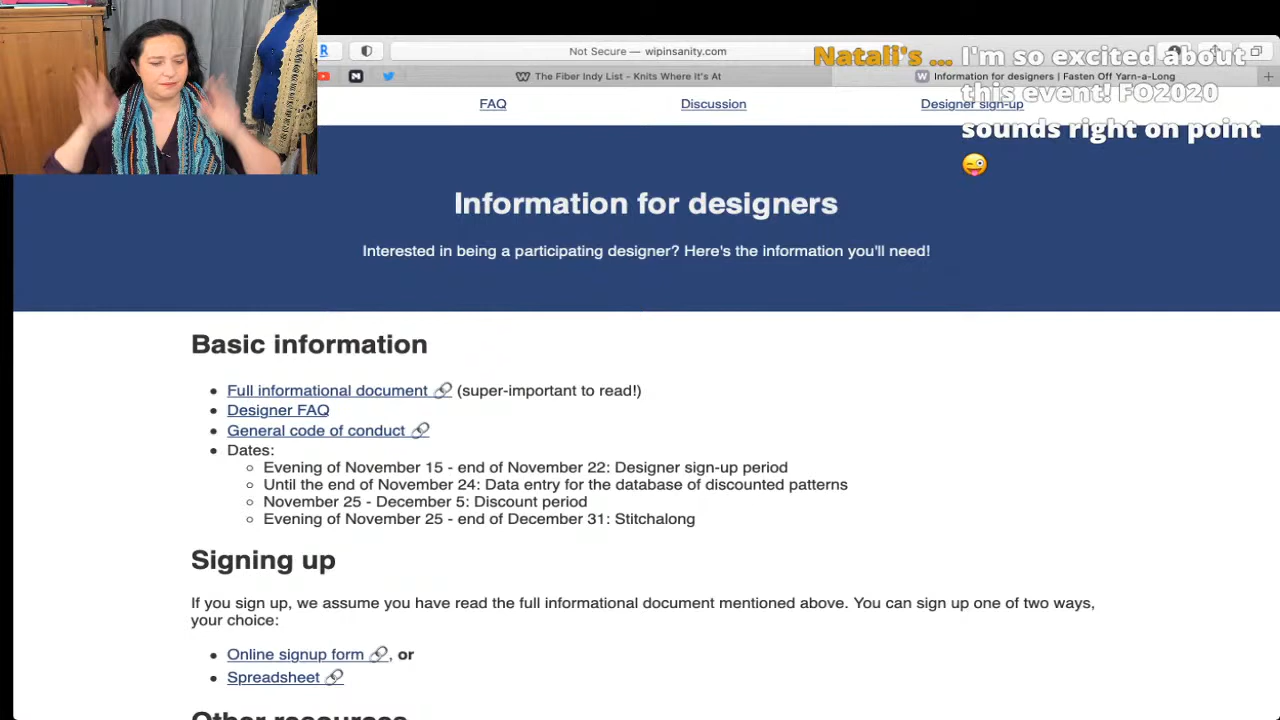 Not Secure — wipinsanity.com
Natali's ...
I'm so excited about
this event! FO2020
sounds right on point
😜
The Fiber Indy List - Knits Where It's At
Information for designers | Fasten Off Yarn-a-Long
FAQ
Discussion
Designer sign-up
Information for designers
Interested in being a participating designer? Here's the information you'll need!
Basic information
• Full informational document 🔗 (super-important to read!)
• Designer FAQ
• General code of conduct 🔗
• Dates:
◦ Evening of November 15 - end of November 22: Designer sign-up period
◦ Until the end of November 24: Data entry for the database of discounted patterns
◦ November 25 - December 5: Discount period
◦ Evening of November 25 - end of December 31: Stitchalong
Signing up
If you sign up, we assume you have read the full informational document mentioned above. You can sign up one of two ways,
your choice:
• Online signup form 🔗, or
• Spreadsheet 🔗
Other resources